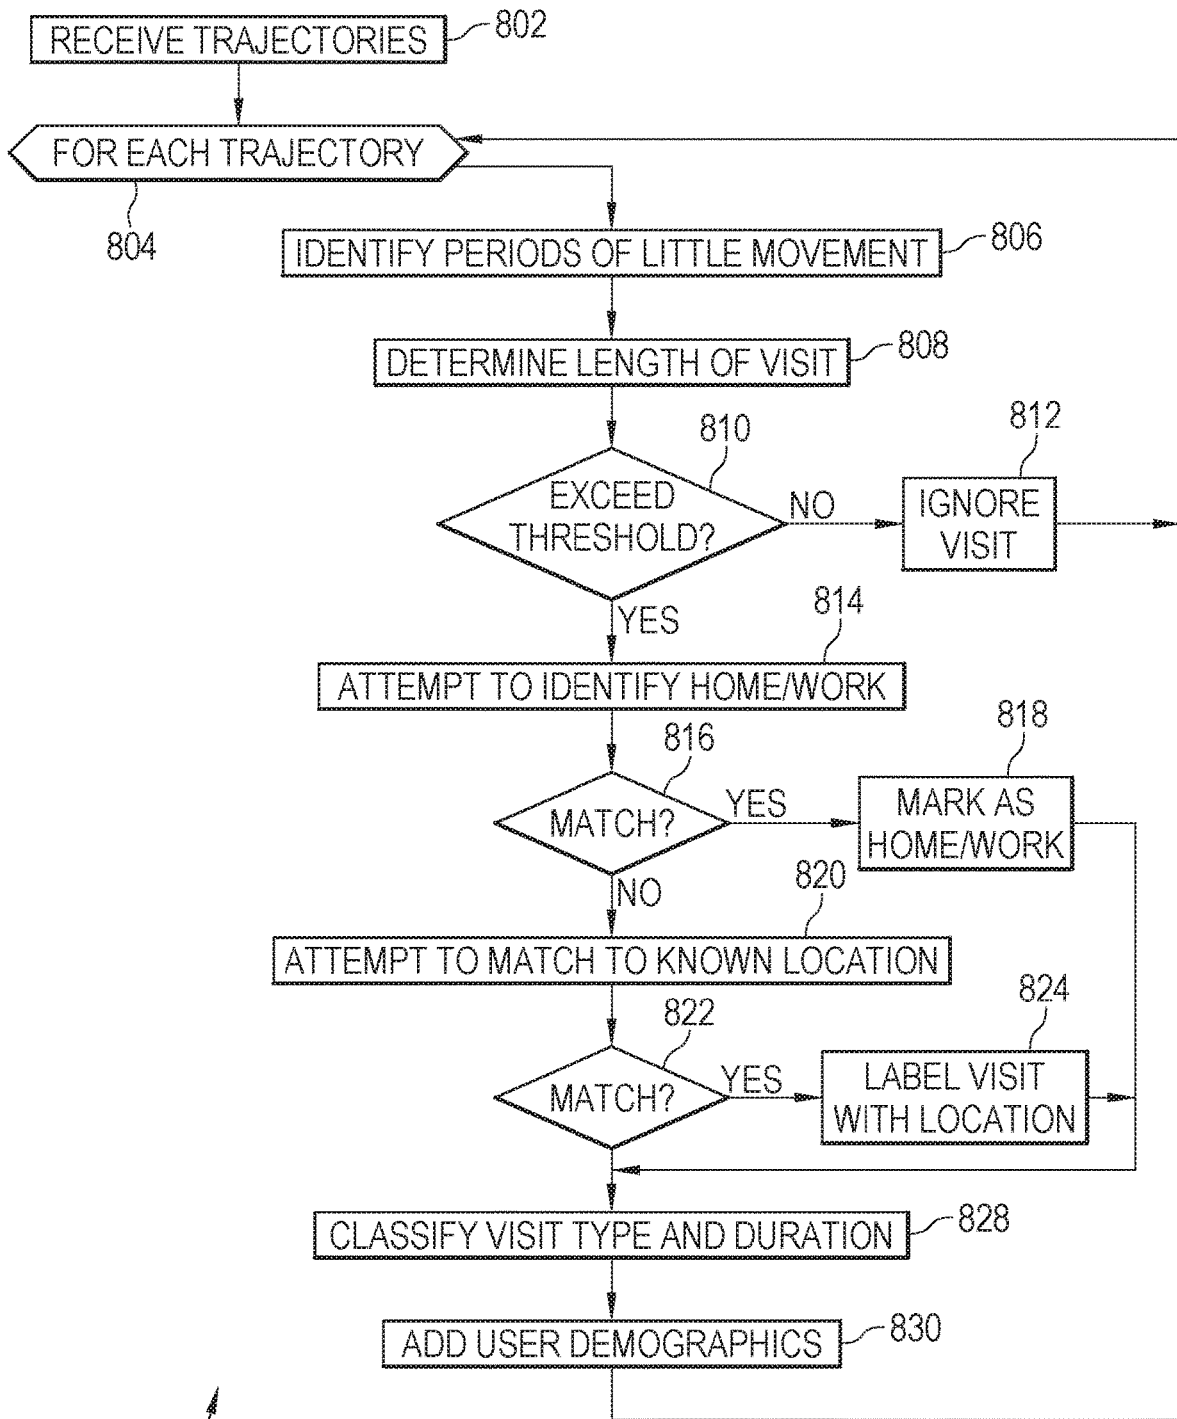 RECEIVE TRAJECTORIES
802
FOR EACH TRAJECTORY
804
IDENTIFY PERIODS OF LITTLE MOVEMENT
806
DETERMINE LENGTH OF VISIT
808
810
EXCEED
THRESHOLD?
NO
812
IGNORE
VISIT
YES
814
ATTEMPT TO IDENTIFY HOME/WORK
816
MATCH?
YES
818
MARK AS
HOME/WORK
NO
820
ATTEMPT TO MATCH TO KNOWN LOCATION
822
MATCH?
YES
824
LABEL VISIT
WITH LOCATION
CLASSIFY VISIT TYPE AND DURATION
828
ADD USER DEMOGRAPHICS
830